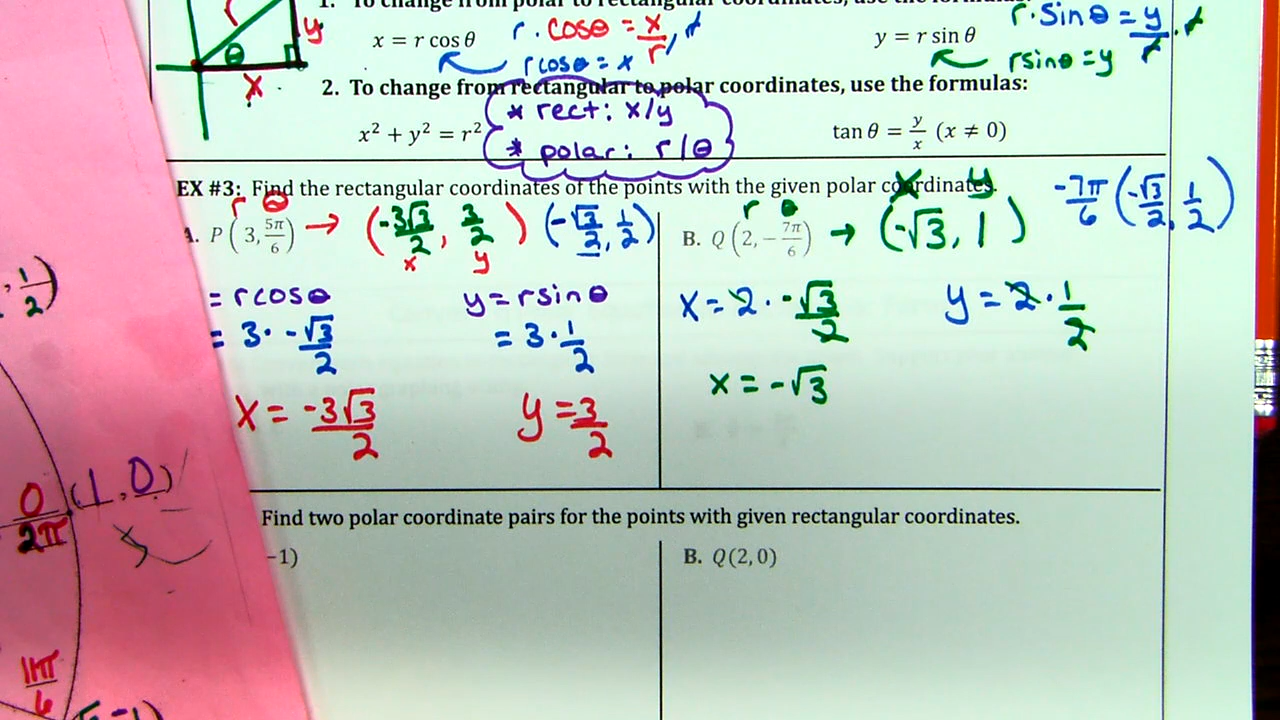 1. To change from polar to rectangular coordinates, use the formulas:
r
y
θ
x
x = r cos θ
r · cosθ = x/r · r
rcosθ = x
y = r sin θ
r · sinθ = y/r · r
rsinθ = y
2. To change from rectangular to polar coordinates, use the formulas:
* rect: x/y
* polar: r/θ
x² + y² = r²
tan θ = y/x (x ≠ 0)
EX #3: Find the rectangular coordinates of the points with the given polar coordinates.
r θ
A. P (3, 5π/6) → (-3√3/2, 3/2) (-√3/2, 1/2)
x y
= rcosθ
y = rsinθ
= 3 · -√3/2
= 3 · 1/2
x = -3√3/2
y = 3/2
r θ x y
B. Q (2, -7π/6) → (-√3, 1)
-7π/6 (-√3/2, 1/2)
x = 2 · -√3/2
y = 2 · 1/2
x = -√3
Find two polar coordinate pairs for the points with given rectangular coordinates.
-1)
B. Q(2, 0)
, 1/2)
0
2π
(1, 0)
x
11π/6
-1)